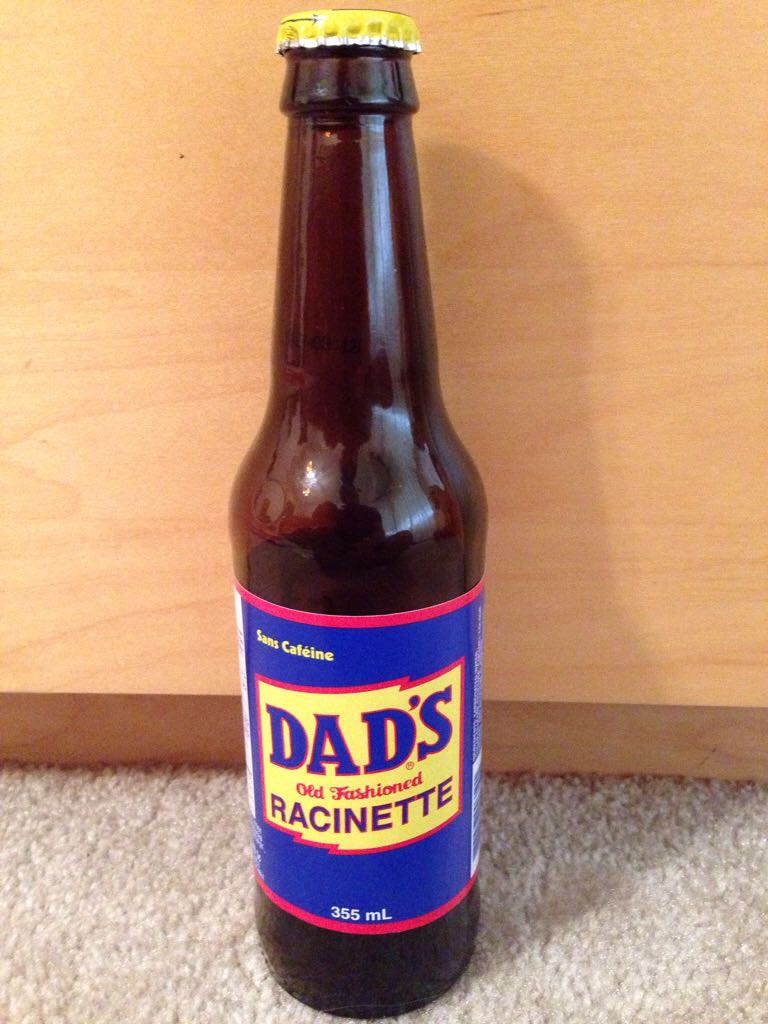 Sans Caféine
DAD'S®
Old Fashioned
RACINETTE
355 mL